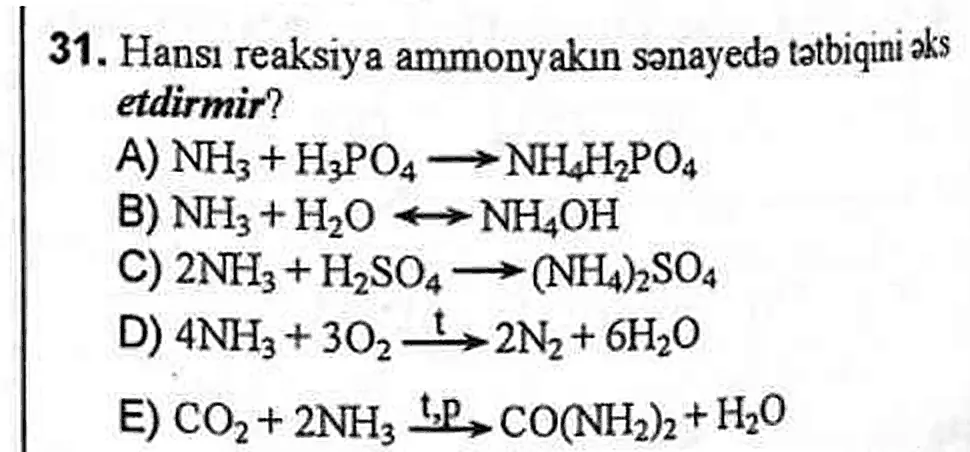 31. Hansı reaksiya ammonyakın sənayedə tətbiqini əks
etdirmir?
A) NH₃ + H₃PO₄ ⟶ NH₄H₂PO₄
B) NH₃ + H₂O ⟷ NH₄OH
C) 2NH₃ + H₂SO₄ ⟶ (NH₄)₂SO₄
D) 4NH₃ + 3O₂ —t→ 2N₂ + 6H₂O
E) CO₂ + 2NH₃ —t,p→ CO(NH₂)₂ + H₂O